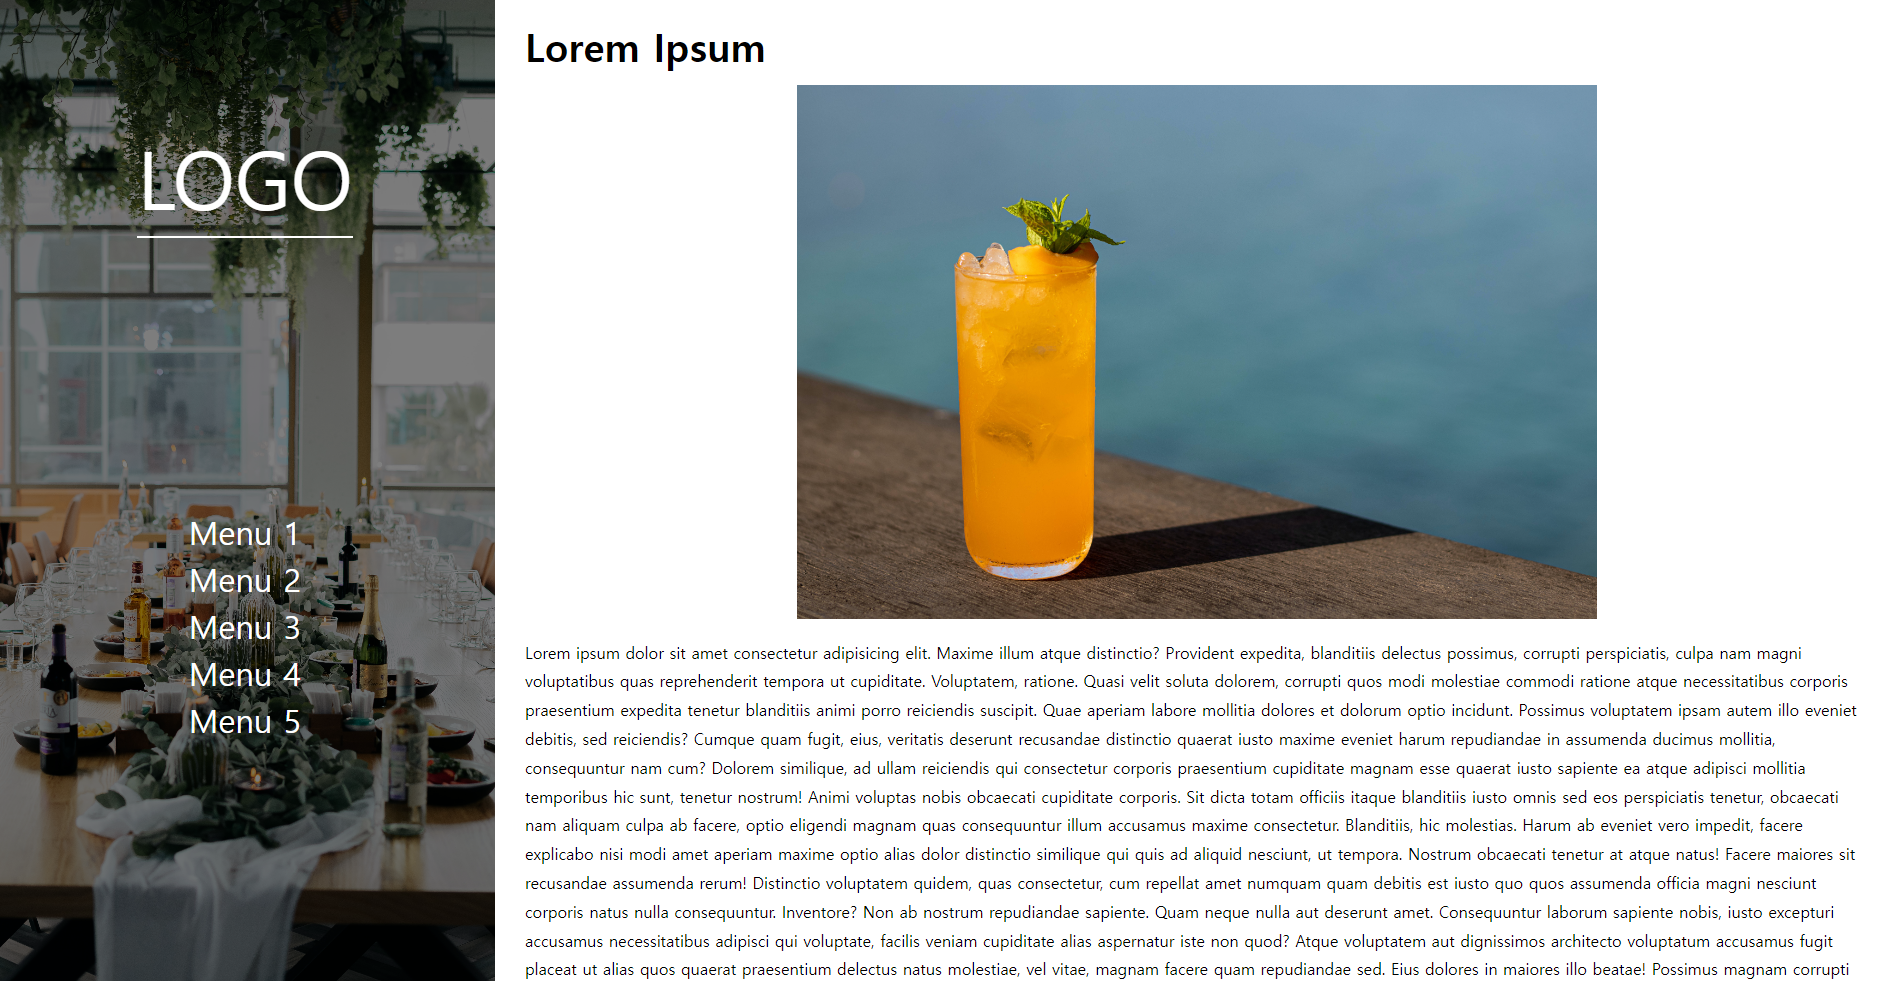 LOGO
Menu 1
Menu 2
Menu 3
Menu 4
Menu 5
Lorem Ipsum
Lorem ipsum dolor sit amet consectetur adipisicing elit. Maxime illum atque distinctio? Provident expedita, blanditiis delectus possimus, corrupti perspiciatis, culpa nam magni
voluptatibus quas reprehenderit tempora ut cupiditate. Voluptatem, ratione. Quasi velit soluta dolorem, corrupti quos modi molestiae commodi ratione atque necessitatibus corporis
praesentium expedita tenetur blanditiis animi porro reiciendis suscipit. Quae aperiam labore mollitia dolores et dolorum optio incidunt. Possimus voluptatem ipsam autem illo eveniet
debitis, sed reiciendis? Cumque quam fugit, eius, veritatis deserunt recusandae distinctio quaerat iusto maxime eveniet harum repudiandae in assumenda ducimus mollitia,
consequuntur nam cum? Dolorem similique, ad ullam reiciendis qui consectetur corporis praesentium cupiditate magnam esse quaerat iusto sapiente ea atque adipisci mollitia
temporibus hic sunt, tenetur nostrum! Animi voluptas nobis obcaecati cupiditate corporis. Sit dicta totam officiis itaque blanditiis iusto omnis sed eos perspiciatis tenetur, obcaecati
nam aliquam culpa ab facere, optio eligendi magnam quas consequuntur illum accusamus maxime consectetur. Blanditiis, hic molestias. Harum ab eveniet vero impedit, facere
explicabo nisi modi amet aperiam maxime optio alias dolor distinctio similique qui quis ad aliquid nesciunt, ut tempora. Nostrum obcaecati tenetur at atque natus! Facere maiores sit
recusandae assumenda rerum! Distinctio voluptatem quidem, quas consectetur, cum repellat amet numquam quam debitis est iusto quo quos assumenda officia magni nesciunt
corporis natus nulla consequuntur. Inventore? Non ab nostrum repudiandae sapiente. Quam neque nulla aut deserunt amet. Consequuntur laborum sapiente nobis, iusto excepturi
accusamus necessitatibus adipisci qui voluptate, facilis veniam cupiditate alias aspernatur iste non quod? Atque voluptatem aut dignissimos architecto voluptatum accusamus fugit
placeat ut alias quos quaerat praesentium delectus natus molestiae, vel vitae, magnam facere quam repudiandae sed. Eius dolores in maiores illo beatae! Possimus magnam corrupti